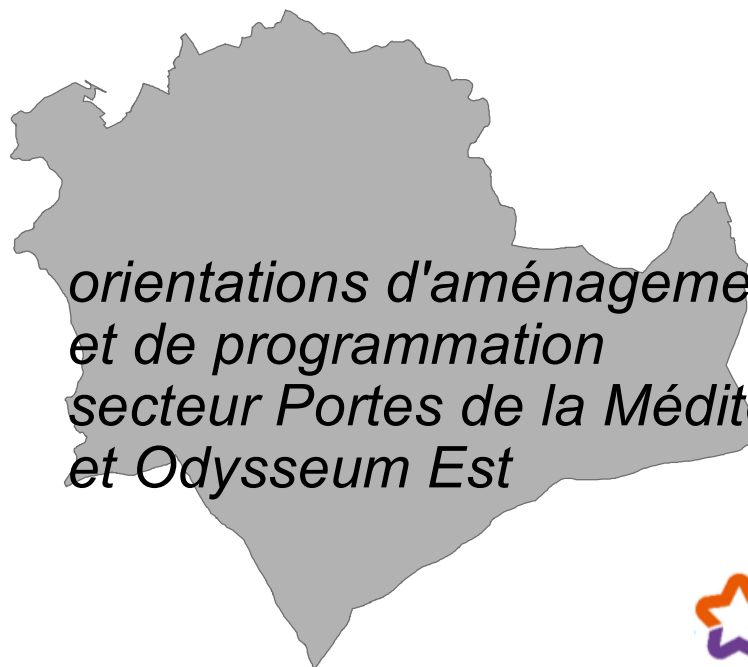 orientations d'aménageme
et de programmation
secteur Portes de la Médit
et Odysseum Est